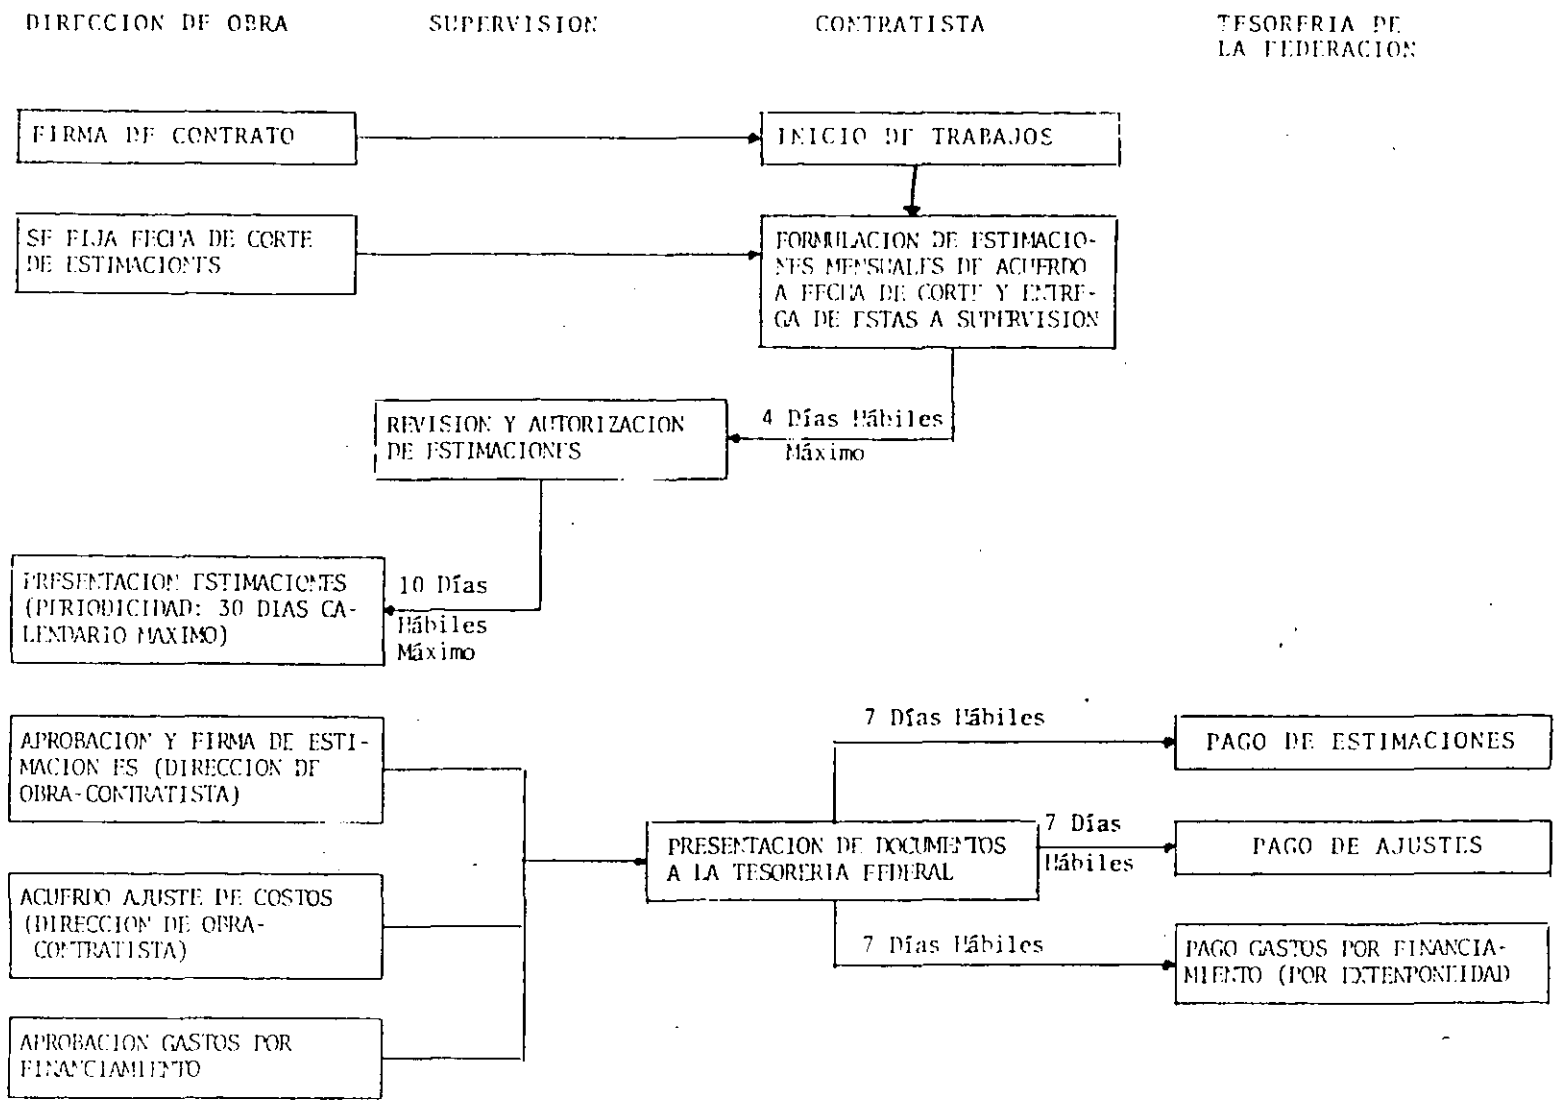 DIRECCION DE OBRA
SUPERVISION
CONTRATISTA
TESORERIA DE
LA FEDERACION
FIRMA DE CONTRATO
INICIO DE TRABAJOS
SE FIJA FECHA DE CORTE
DE ESTIMACIONES
FORMULACION DE ESTIMACIO-
NES MENSUALES DE ACUERDO
A FECHA DE CORTE Y ENTRE-
GA DE ESTAS A SUPERVISION
REVISION Y AUTORIZACION
DE ESTIMACIONES
4 Días Hábiles
Máximo
PRESENTACION ESTIMACIONES
(PERIODICIDAD: 30 DIAS CA-
LENDARIO MAXIMO)
10 Días
Hábiles
Máximo
APROBACION Y FIRMA DE ESTI-
MACION ES (DIRECCION DE
OBRA-CONTRATISTA)
ACUERDO AJUSTE DE COSTOS
(DIRECCION DE OBRA-
CONTRATISTA)
APROBACION GASTOS POR
FINANCIAMIENTO
PRESENTACION DE DOCUMENTOS
A LA TESORERIA FEDERAL
7 Días Hábiles
PAGO DE ESTIMACIONES
7 Días
Hábiles
PAGO DE AJUSTES
7 Días Hábiles
PAGO GASTOS POR FINANCIA-
MIENTO (POR EXTENPONEIDAD